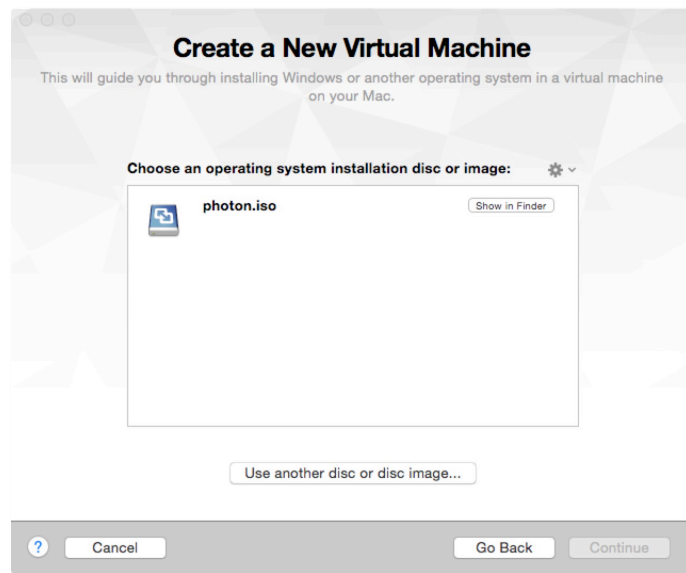 Create a New Virtual Machine
This will guide you through installing Windows or another operating system in a virtual machine
on your Mac.
Choose an operating system installation disc or image:
photon.iso
Show in Finder
Use another disc or disc image...
?
Cancel
Go Back
Continue